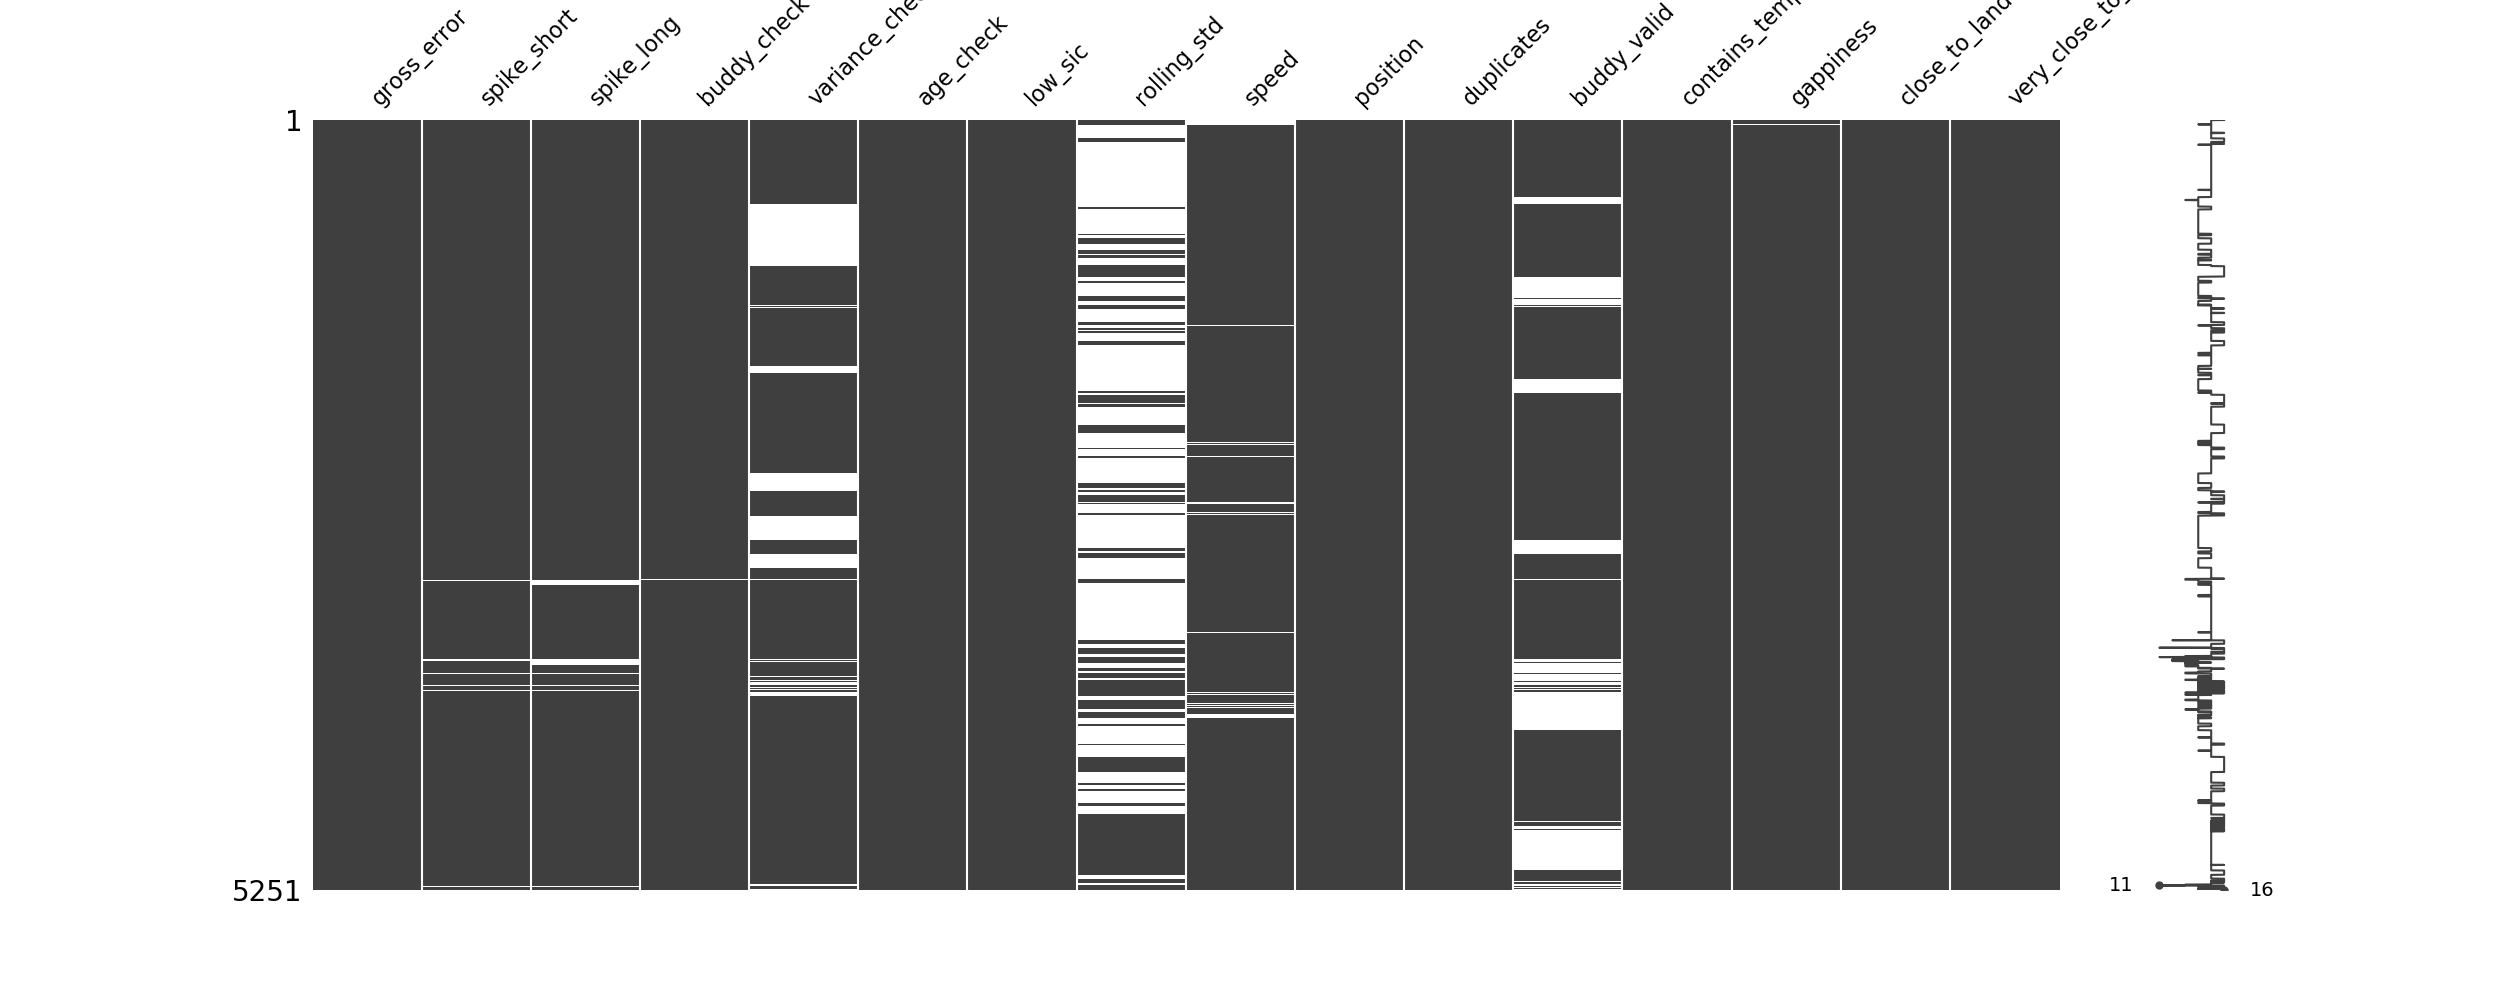 gross_error
spike_short
spike_long
buddy_check
age_check
low_sic
rolling_std
speed
position
duplicates
buddy_valid
gappiness
close_to_land
1
5251
11
16